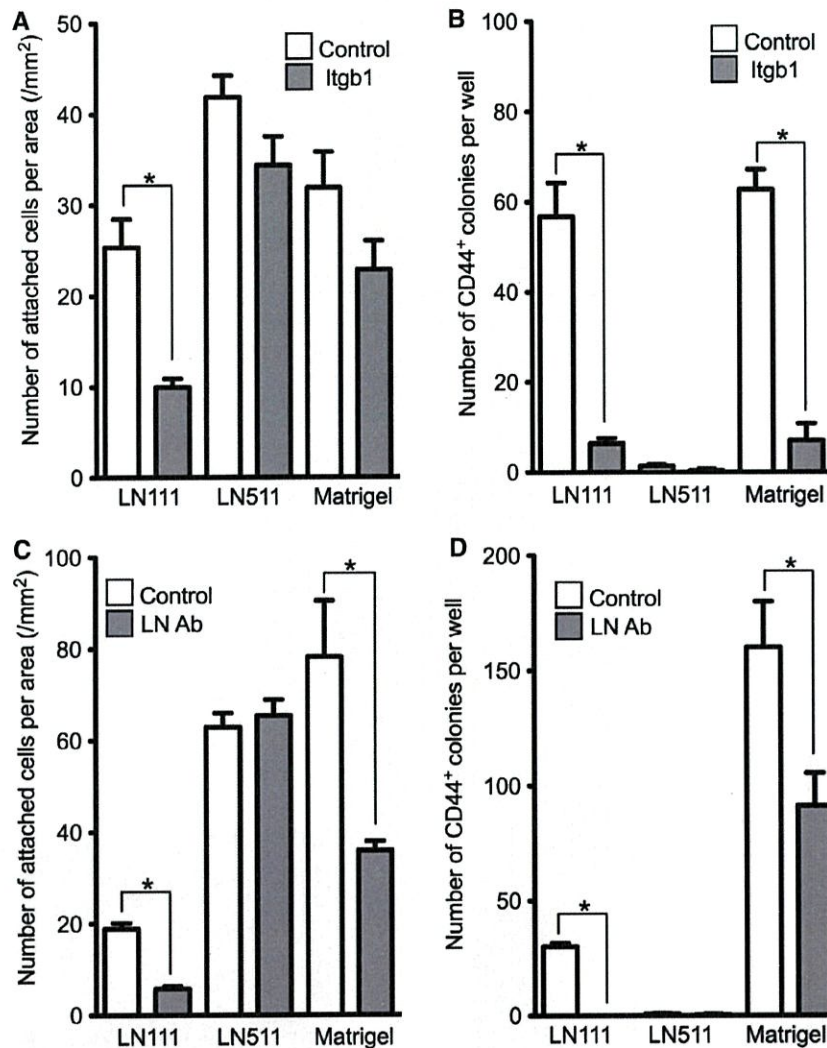 A
Number of attached cells per area (/mm²)
50
40
30
20
10
0
Control
Itgb1
*
LN111
LN511
Matrigel
B
Number of CD44⁺ colonies per well
100
80
60
40
20
0
Control
Itgb1
*
*
LN111
LN511
Matrigel
C
Number of attached cells per area (/mm²)
100
80
60
40
20
0
Control
LN Ab
*
*
LN111
LN511
Matrigel
D
Number of CD44⁺ colonies per well
200
150
100
50
0
Control
LN Ab
*
*
LN111
LN511
Matrigel